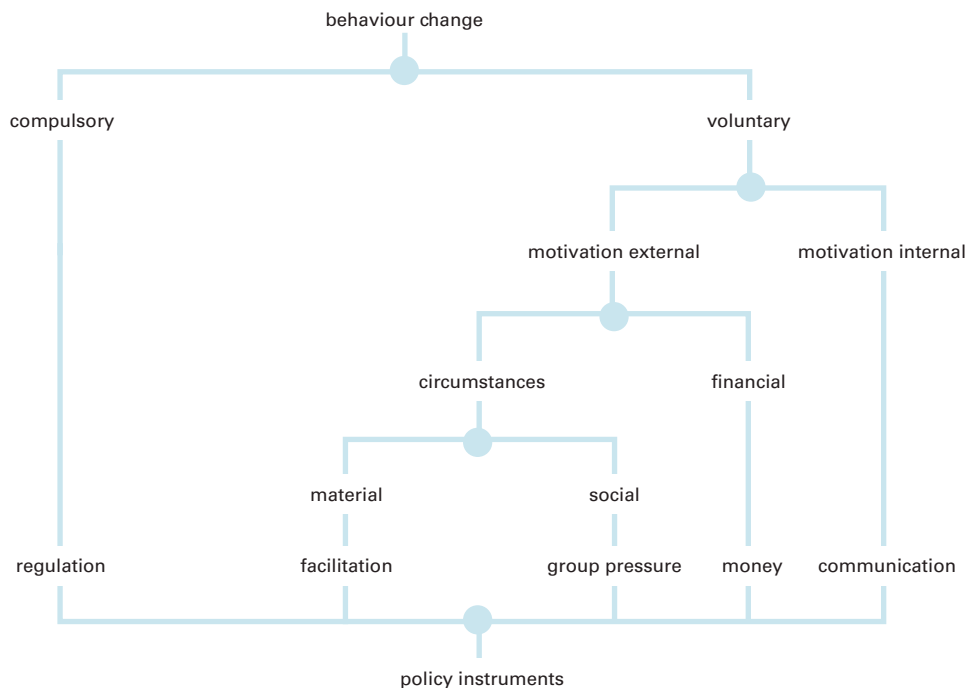 behaviour change
compulsory
voluntary
motivation external
motivation internal
circumstances
financial
material
social
regulation
facilitation
group pressure
money
communication
policy instruments